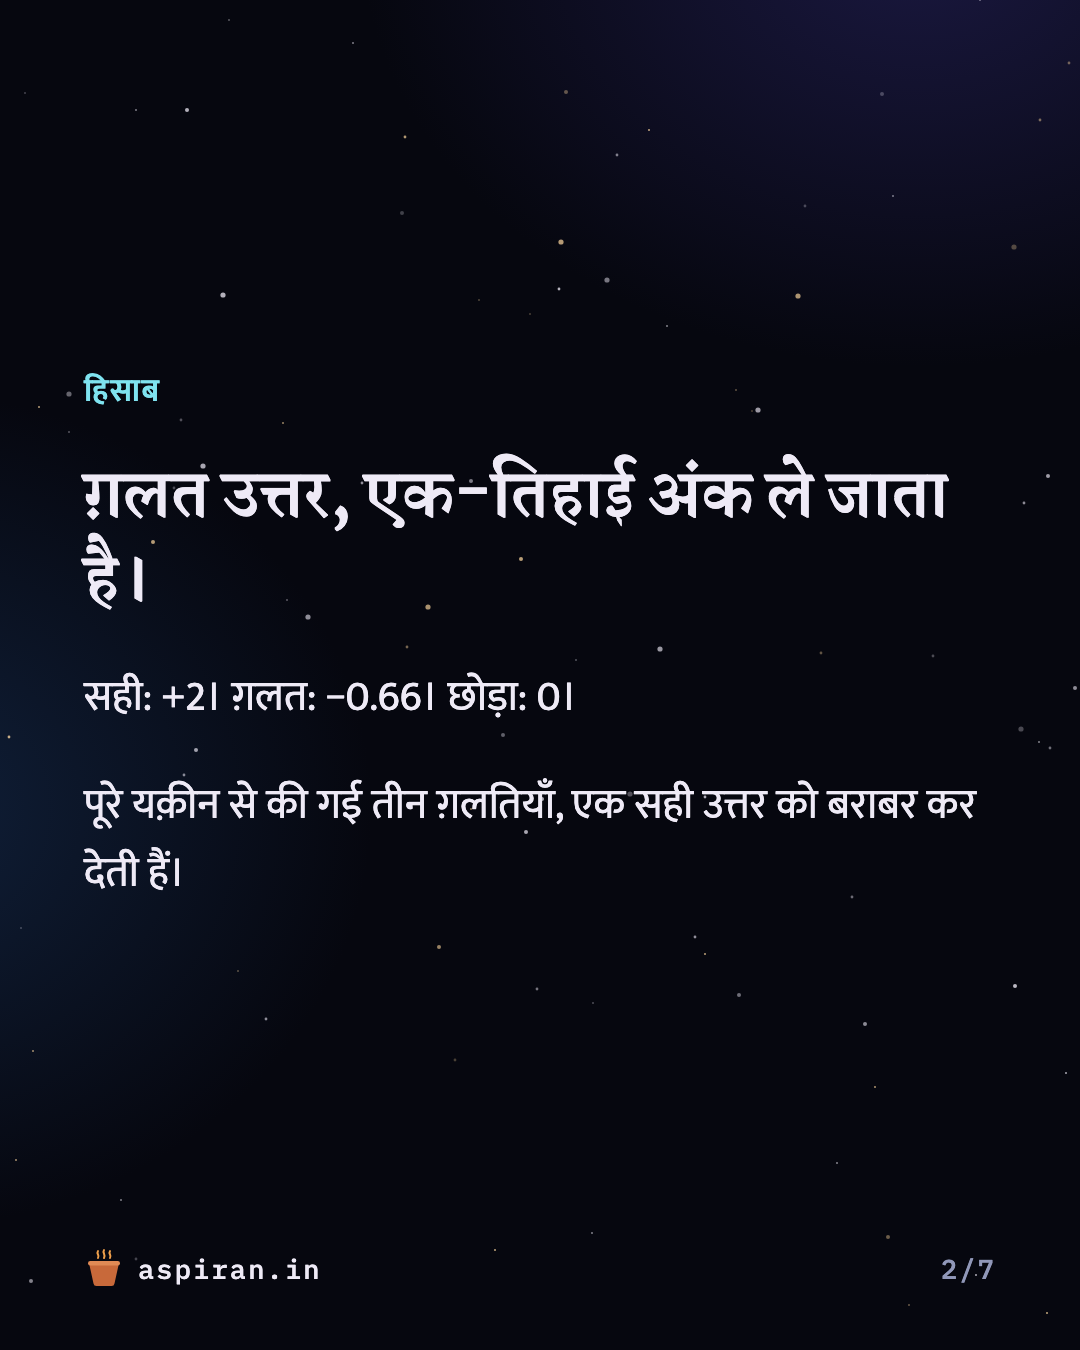 हिसाब
ग़लत उत्तर, एक-तिहाई अंक ले जाता
है।
सही: +2। ग़लत: −0.66। छोड़ा: 0।
पूरे यक़ीन से की गई तीन ग़लतियाँ, एक सही उत्तर को बराबर कर
देती हैं।
aspiran.in
2/7